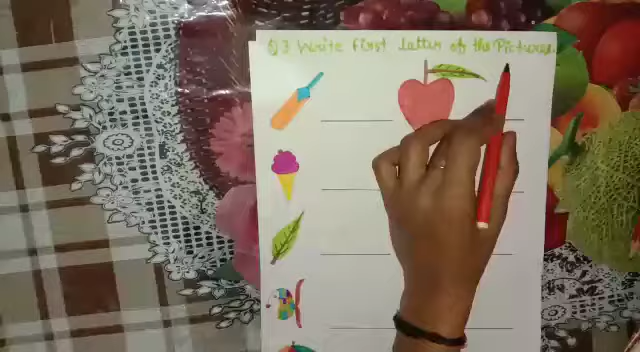 Q3 Write first letter of the Pictures.